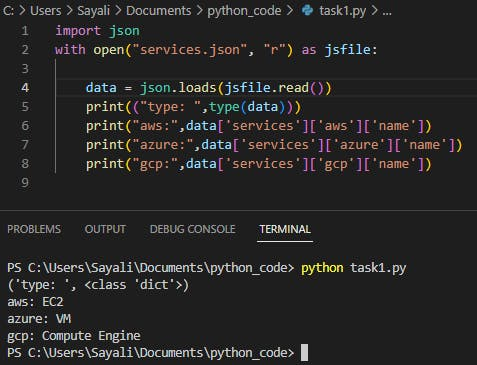 C: > Users > Sayali > Documents > python_code > task1.py > ...
1 import json
2 with open("services.json", "r") as jsfile:
3
4     data = json.loads(jsfile.read())
5     print(("type: ",type(data)))
6     print("aws:",data['services']['aws']['name'])
7     print("azure:",data['services']['azure']['name'])
8     print("gcp:",data['services']['gcp']['name'])
9
PROBLEMS OUTPUT DEBUG CONSOLE TERMINAL
PS C:\Users\Sayali\Documents\python_code> python task1.py
('type: ', <class 'dict'>)
aws: EC2
azure: VM
gcp: Compute Engine
PS C:\Users\Sayali\Documents\python_code>